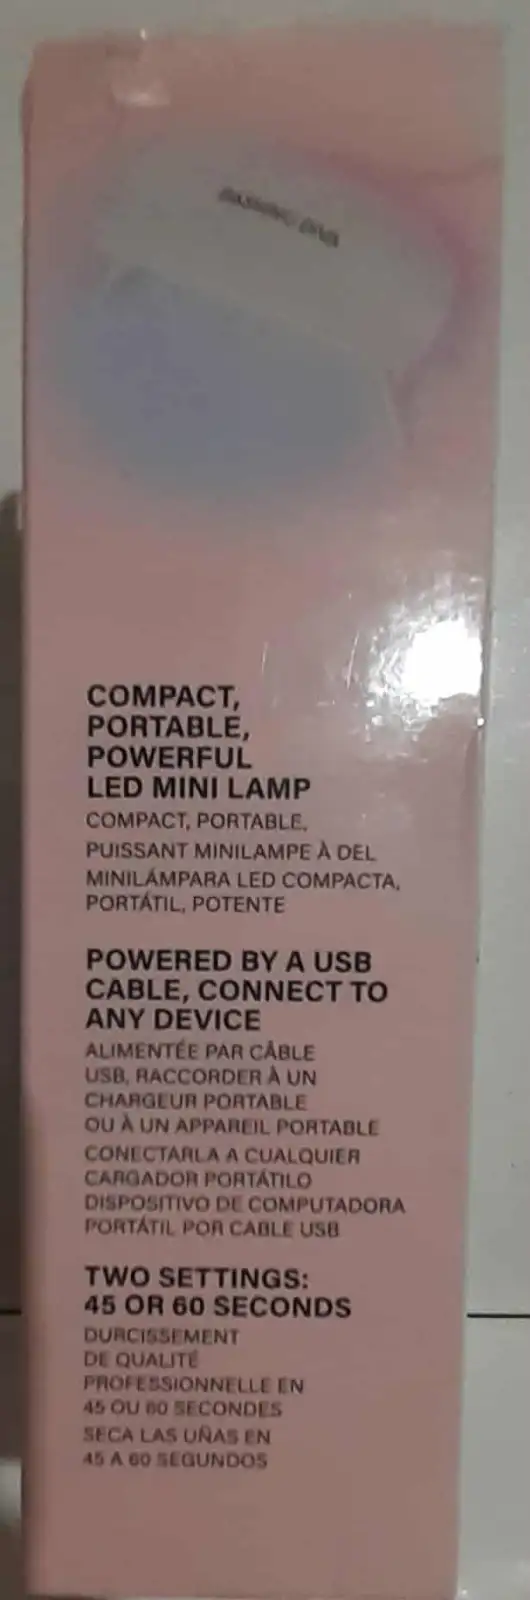 DASHING DIVA
COMPACT,
PORTABLE,
POWERFUL
LED MINI LAMP
COMPACT, PORTABLE,
PUISSANT MINILAMPE À DEL
MINILÁMPARA LED COMPACTA,
PORTÁTIL, POTENTE
POWERED BY A USB
CABLE, CONNECT TO
ANY DEVICE
ALIMENTÉE PAR CÂBLE
USB, RACCORDER À UN
CHARGEUR PORTABLE
OU À UN APPAREIL PORTABLE
CONECTARLA A CUALQUIER
CARGADOR PORTÁTILO
DISPOSITIVO DE COMPUTADORA
PORTÁTIL POR CABLE USB
TWO SETTINGS:
45 OR 60 SECONDS
DURCISSEMENT
DE QUALITÉ
PROFESSIONNELLE EN
45 OU 60 SECONDES
SECA LAS UÑAS EN
45 A 60 SEGUNDOS